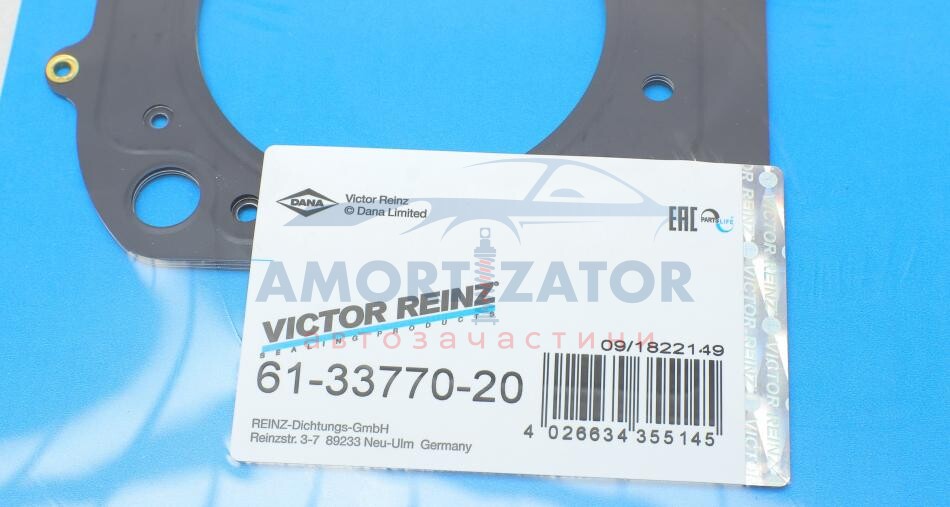 DANA
Victor Reinz
© Dana Limited
EAC
PARTSLIFE
AMORTIZATOR
автозачастини
VICTOR REINZ
SEALING PRODUCTS
61-33770-20
09/1822149
4 026634 355145
REINZ-Dichtungs-GmbH
Reinzstr. 3-7 89233 Neu-Ulm Germany
VICTOR REINZ
VICTOR REINZ